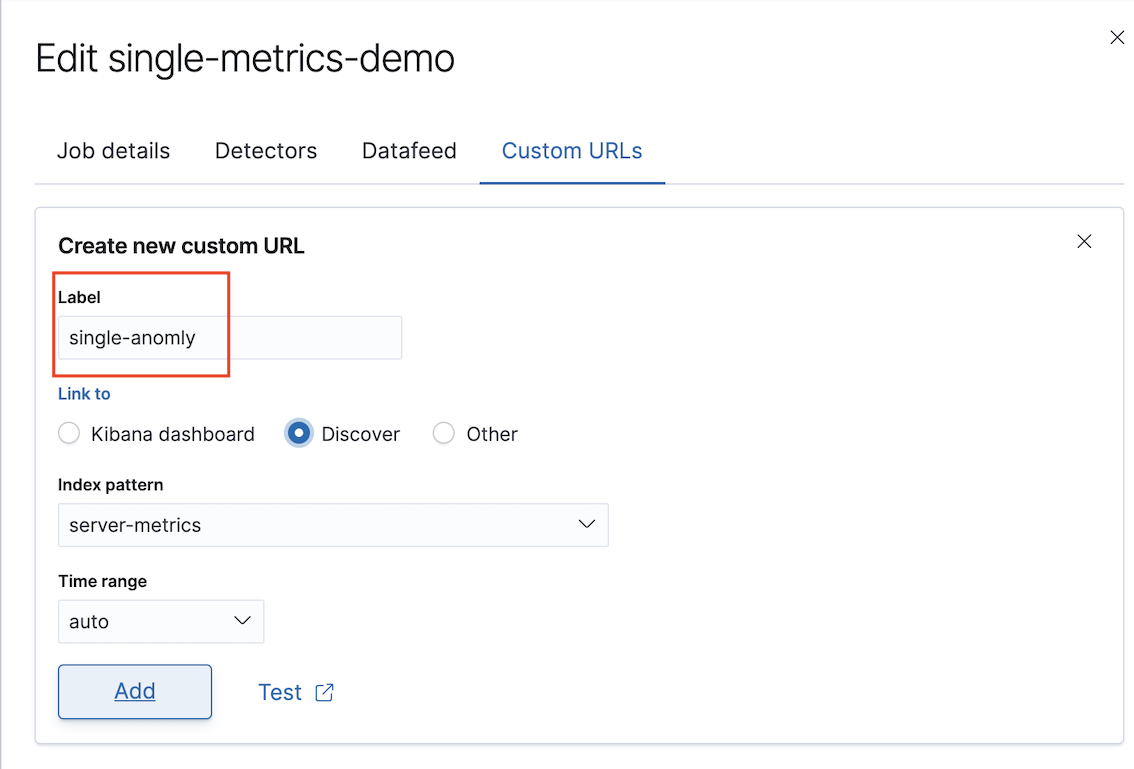 Edit single-metrics-demo
Job details Detectors Datafeed Custom URLs
Create new custom URL
Label
single-anomly
Link to
Kibana dashboard Discover Other
Index pattern
server-metrics
Time range
auto
Add Test